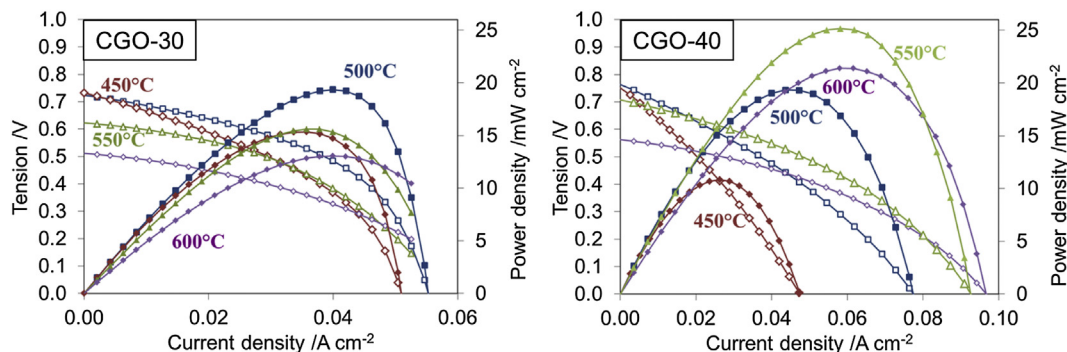 CGO-30
Tension /V
1.0
0.9
0.8
0.7
0.6
0.5
0.4
0.3
0.2
0.1
0.0
450°C
500°C
550°C
600°C
25
20
15
10
5
0
Power density /mW cm-2
0.00
0.02
0.04
0.06
Current density /A cm-2
CGO-40
Tension /V
1.0
0.9
0.8
0.7
0.6
0.5
0.4
0.3
0.2
0.1
0.0
550°C
600°C
500°C
450°C
25
20
15
10
5
0
Power density /mW cm-2
0.00
0.02
0.04
0.06
0.08
0.10
Current density /A cm-2